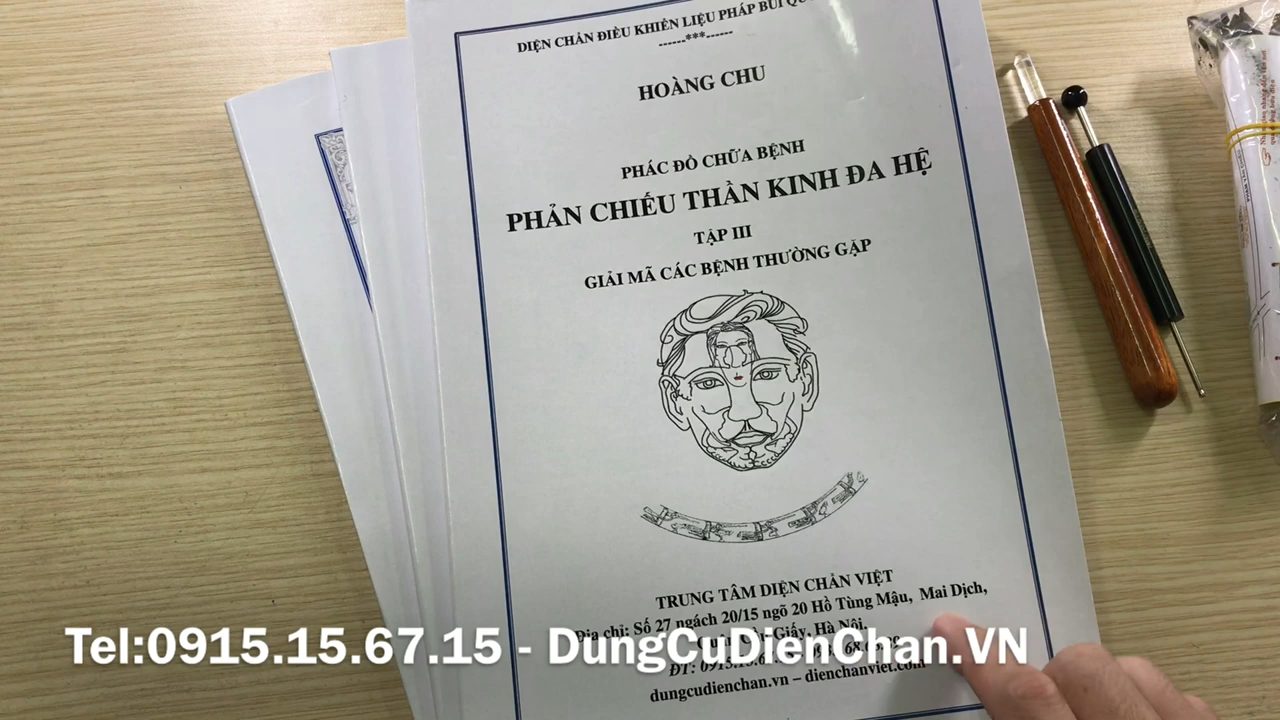 DIỆN CHẨN ĐIỀU KHIỂN LIỆU PHÁP BÙI
------***------
HOÀNG CHU
PHÁC ĐỒ CHỮA BỆNH
PHẢN CHIẾU THẦN KINH ĐA HỆ
TẬP III
GIẢI MÃ CÁC BỆNH THƯỜNG GẶP
TRUNG TÂM DIỆN CHẨN VIỆT
Địa chỉ: Số 27 ngách 20/15 ngõ 20 Hồ Tùng Mậu, Mai Dịch,
Giấy, Hà Nội.
Tel:0915.15.67.15 - DungCuDienChan.VN
dungcudienchan.vn – dienchanviet.com